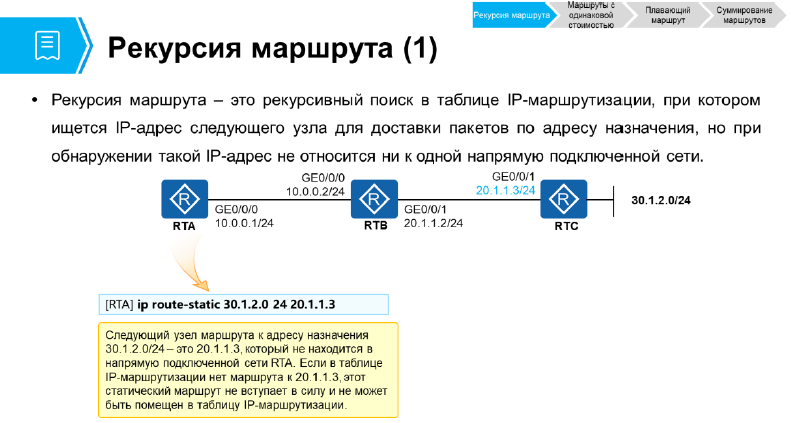 Рекурсия маршрута
Маршруты с
одинаковой
стоимостью
Плавающий
маршрут
Суммирование
маршрутов
Рекурсия маршрута (1)
• Рекурсия маршрута – это рекурсивный поиск в таблице IP-маршрутизации, при котором
ищется IP-адрес следующего узла для доставки пакетов по адресу назначения, но при
обнаружении такой IP-адрес не относится ни к одной напрямую подключенной сети.
GE0/0/0
10.0.0.2/24
GE0/0/1
20.1.1.3/24
R
R
R
30.1.2.0/24
GE0/0/0
10.0.0.1/24
GE0/0/1
20.1.1.2/24
RTA
RTB
RTC
[RTA] ip route-static 30.1.2.0 24 20.1.1.3
Следующий узел маршрута к адресу назначения
30.1.2.0/24 – это 20.1.1.3, который не находится в
напрямую подключенной сети RTA. Если в таблице
IP-маршрутизации нет маршрута к 20.1.1.3, этот
статический маршрут не вступает в силу и не может
быть помещен в таблицу IP-маршрутизации.